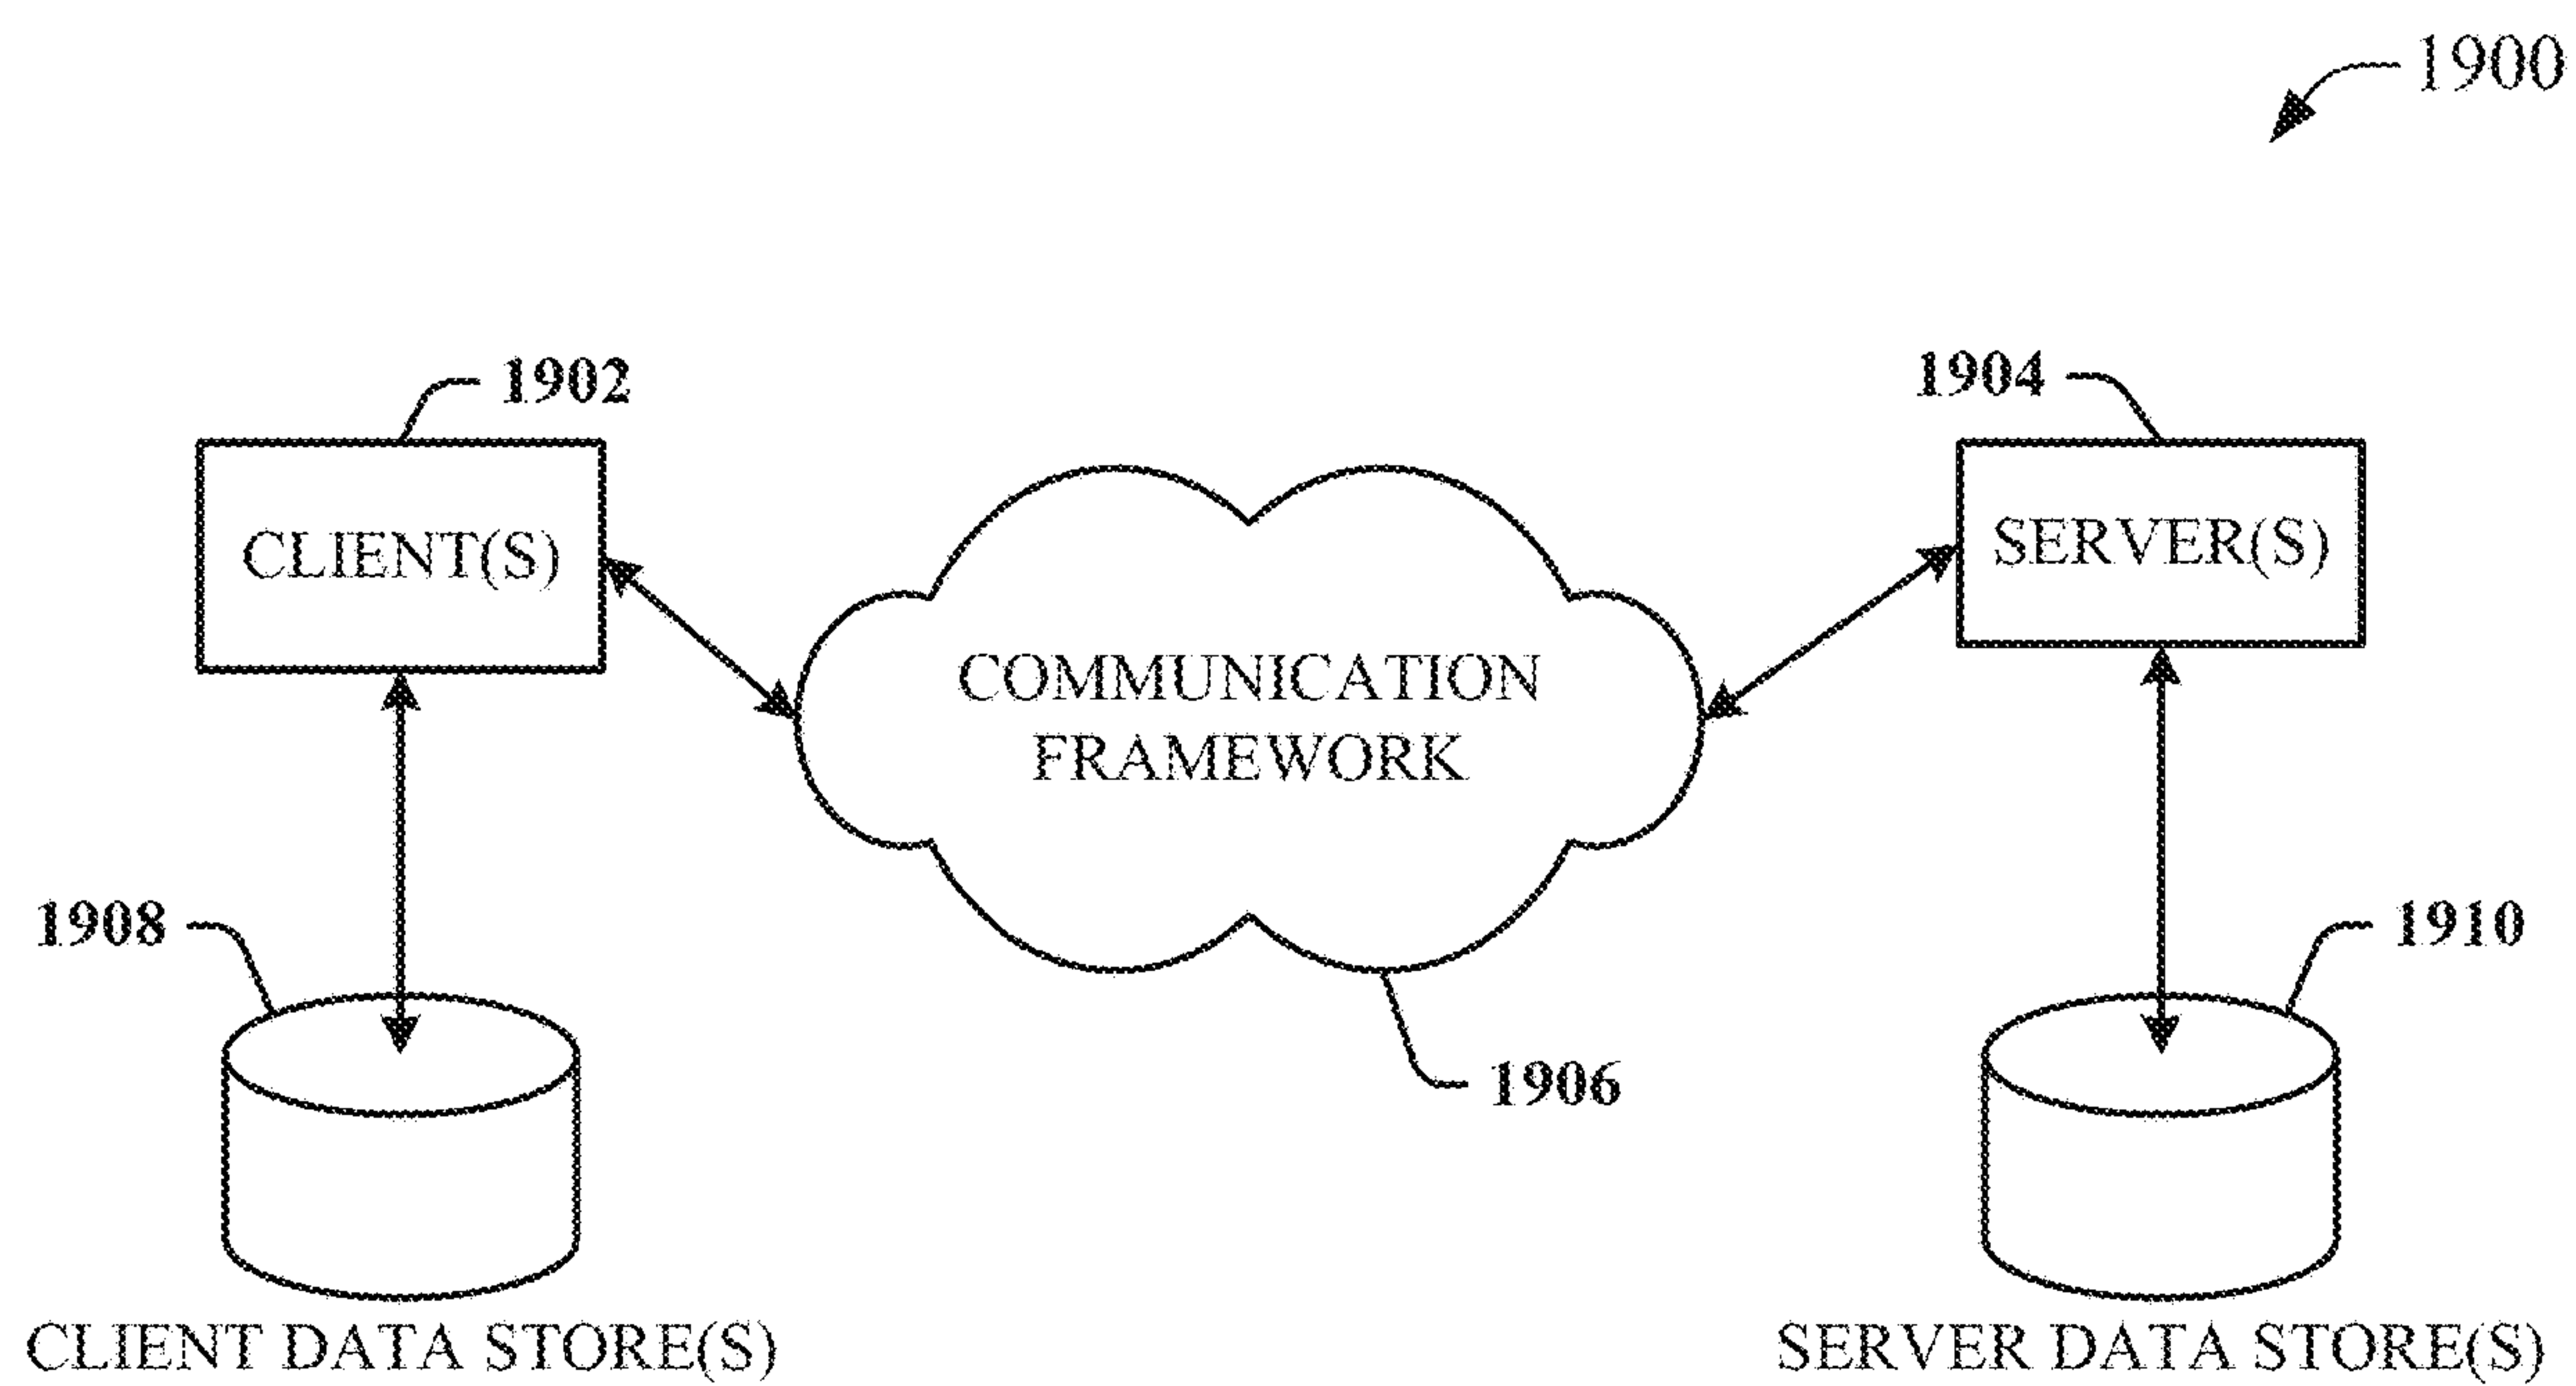 1900
1902
1904
CLIENT(S)
SERVER(S)
COMMUNICATION
FRAMEWORK
1908
1910
1906
CLIENT DATA STORE(S)
SERVER DATA STORE(S)